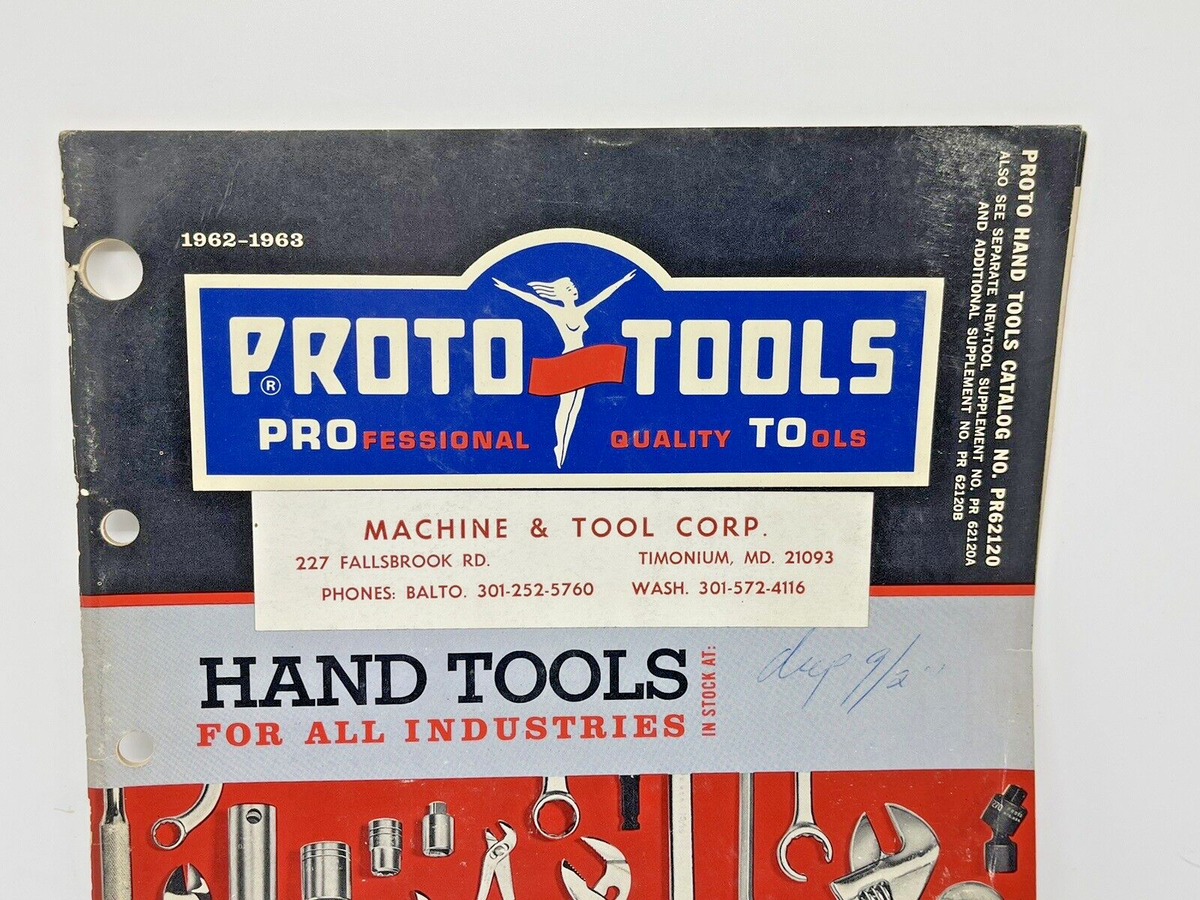 1962-1963
PROTO TOOLS
®
PROFESSIONAL QUALITY TOOLS
PROTO HAND TOOLS CATALOG NO. PR62120
ALSO SEE SEPARATE NEW-TOOL SUPPLEMENT NO. PR 62120A
AND ADDITIONAL SUPPLEMENT NO. PR 62120B
MACHINE & TOOL CORP.
227 FALLSBROOK RD. TIMONIUM, MD. 21093
PHONES: BALTO. 301-252-5760 WASH. 301-572-4116
HAND TOOLS
FOR ALL INDUSTRIES
IN STOCK AT:
9/2